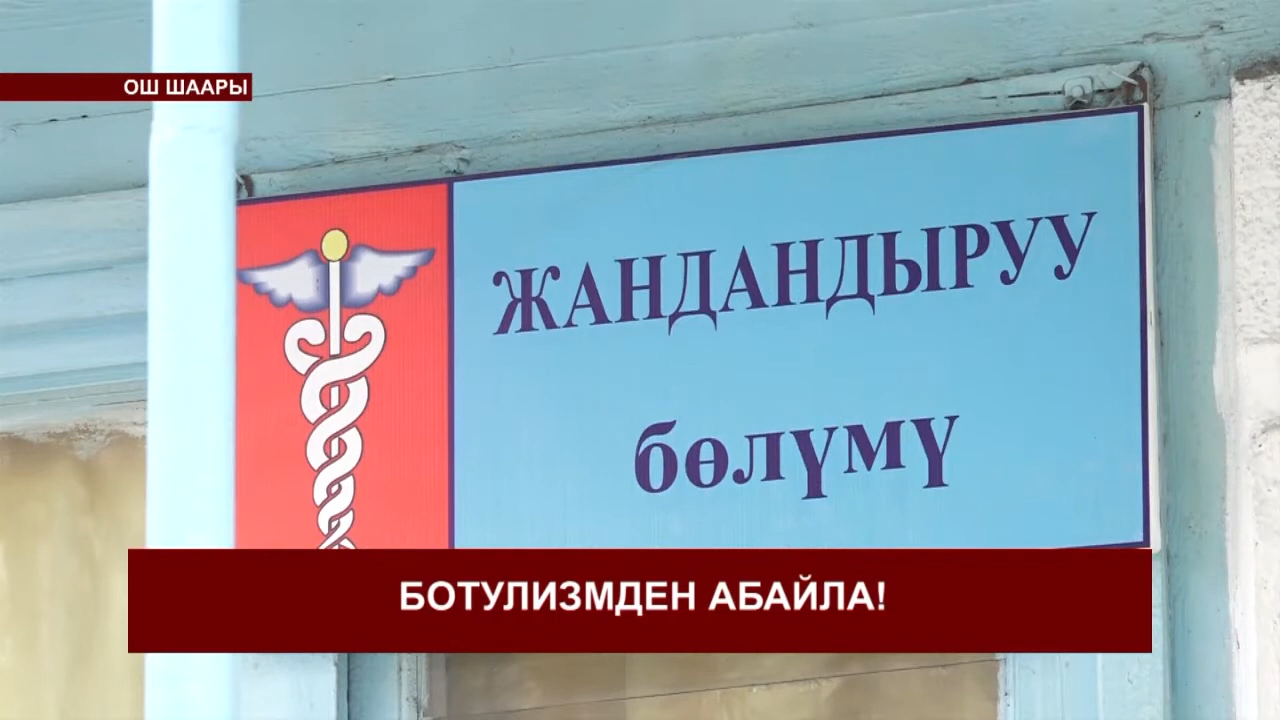 ОШ ШААРЫ
ЖАНДАНДЫРУУ
бөлүмү
БОТУЛИЗМДЕН АБАЙЛА!